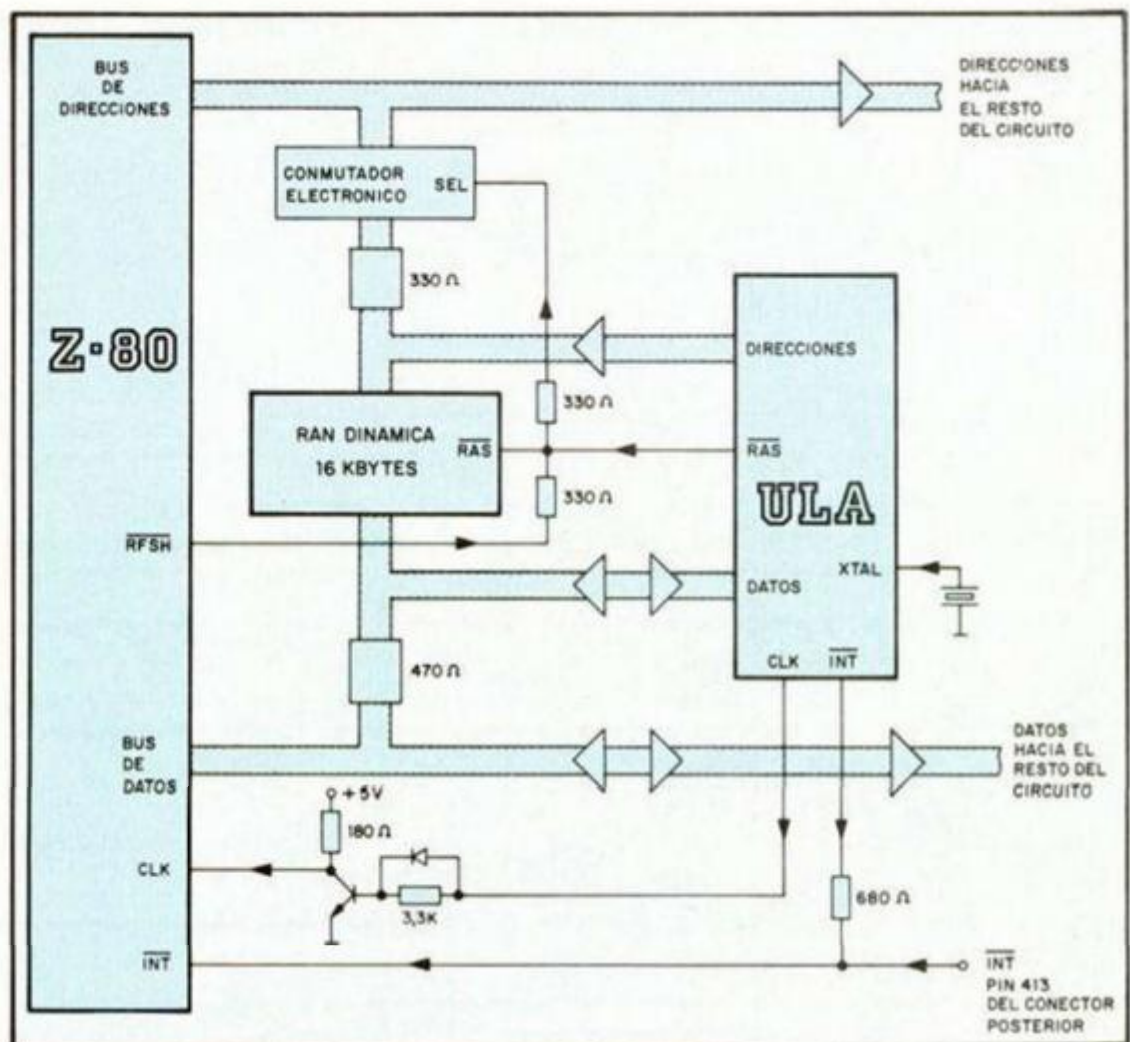 BUS
DE
DIRECCIONES
DIRECC'ONES
HACIA
EL RESTO
DEL CIRCUITO
CONMUTADOR
ELECTRONICO
SEL
330 Ω
Z-80
DIRECCIONES
330 Ω
RAN DINAMICA
16 KBYTES
RAS
RAS
ULA
330 Ω
RFSH
XTAL
DATOS
470 Ω
CLK
INT
BUS
DE
DATOS
DATOS
HACIA EL
RESTO DEL
CIRCUITO
+5V
180 Ω
CLK
3,3K
680 Ω
INT
INT
PIN 413
DEL CONECTOR
POSTERIOR